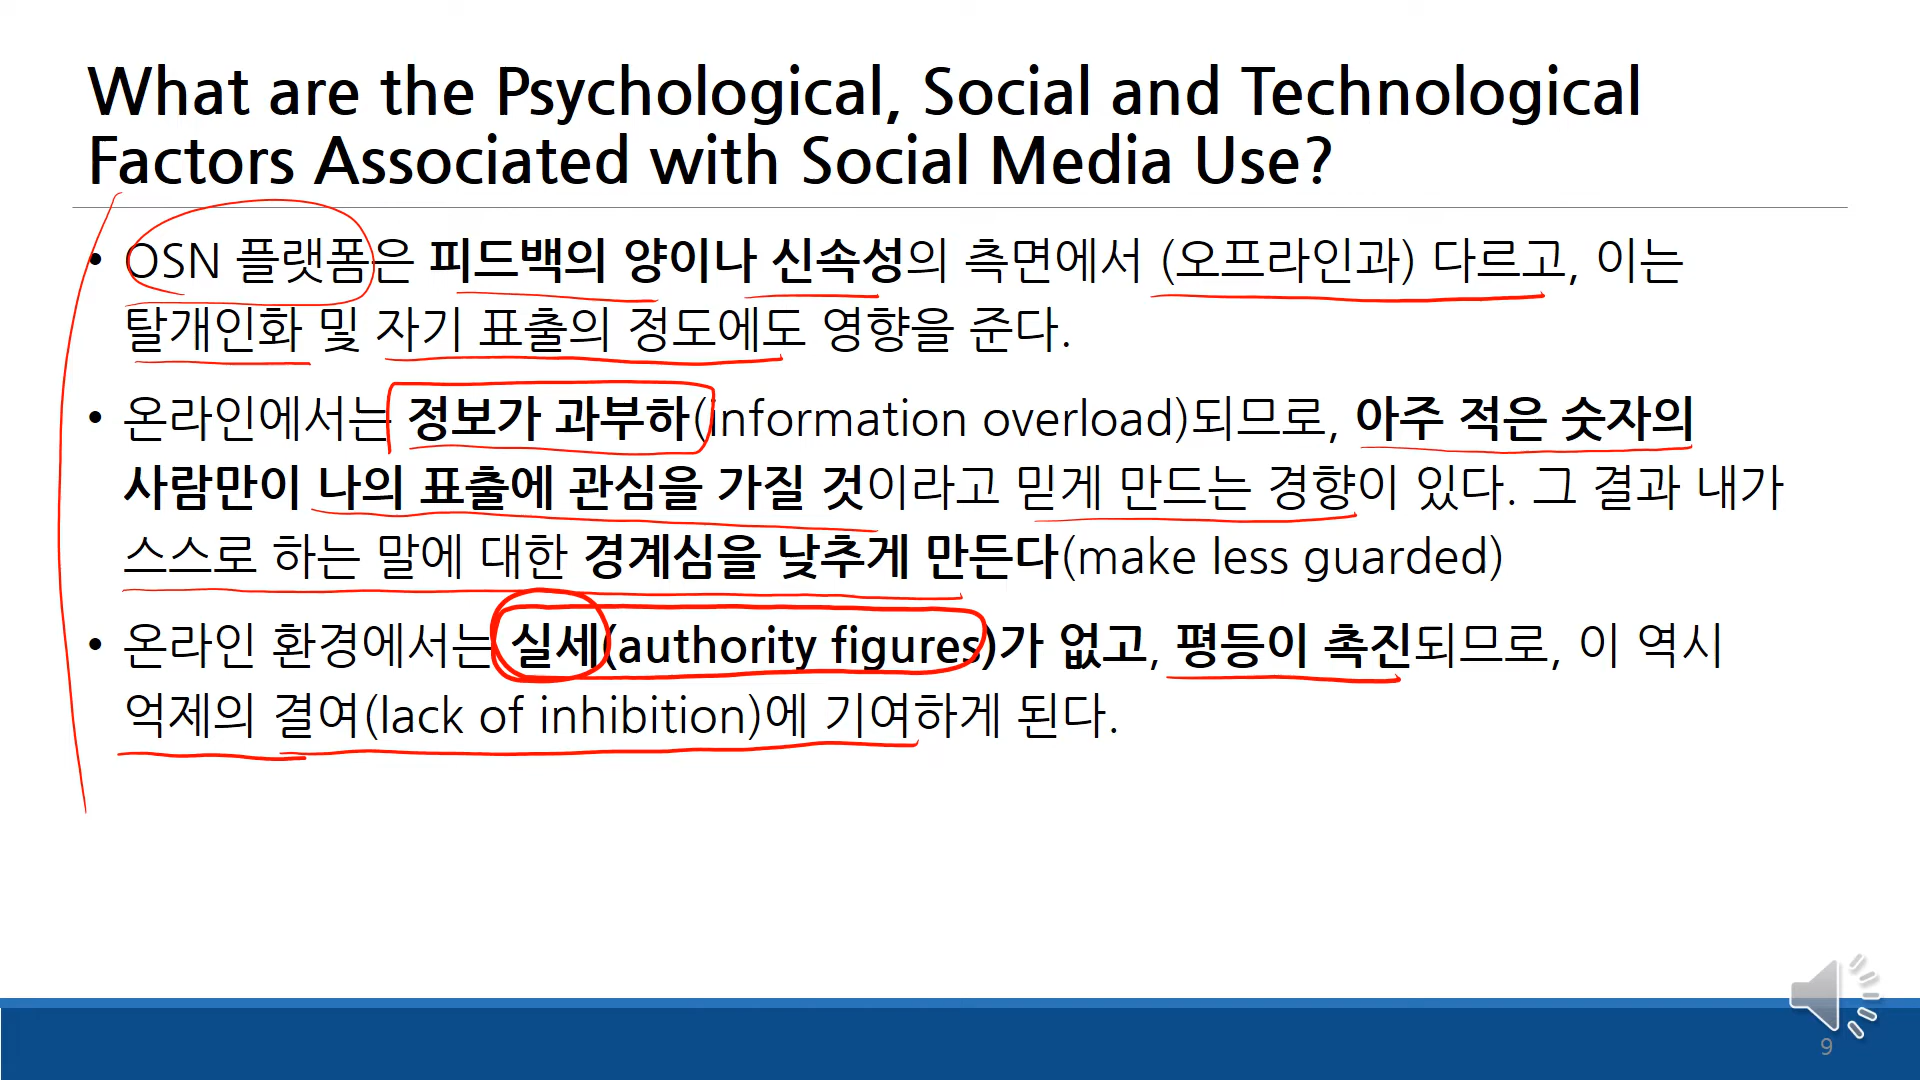 What are the Psychological, Social and Technological
Factors Associated with Social Media Use?
• OSN 플랫폼은 피드백의 양이나 신속성의 측면에서 (오프라인과) 다르고, 이는
탈개인화 및 자기 표출의 정도에도 영향을 준다.
• 온라인에서는 정보가 과부하(information overload)되므로, 아주 적은 숫자의
사람만이 나의 표출에 관심을 가질 것이라고 믿게 만드는 경향이 있다. 그 결과 내가
스스로 하는 말에 대한 경계심을 낮추게 만든다(make less guarded)
• 온라인 환경에서는 실세(authority figures)가 없고, 평등이 촉진되므로, 이 역시
억제의 결여(lack of inhibition)에 기여하게 된다.
9